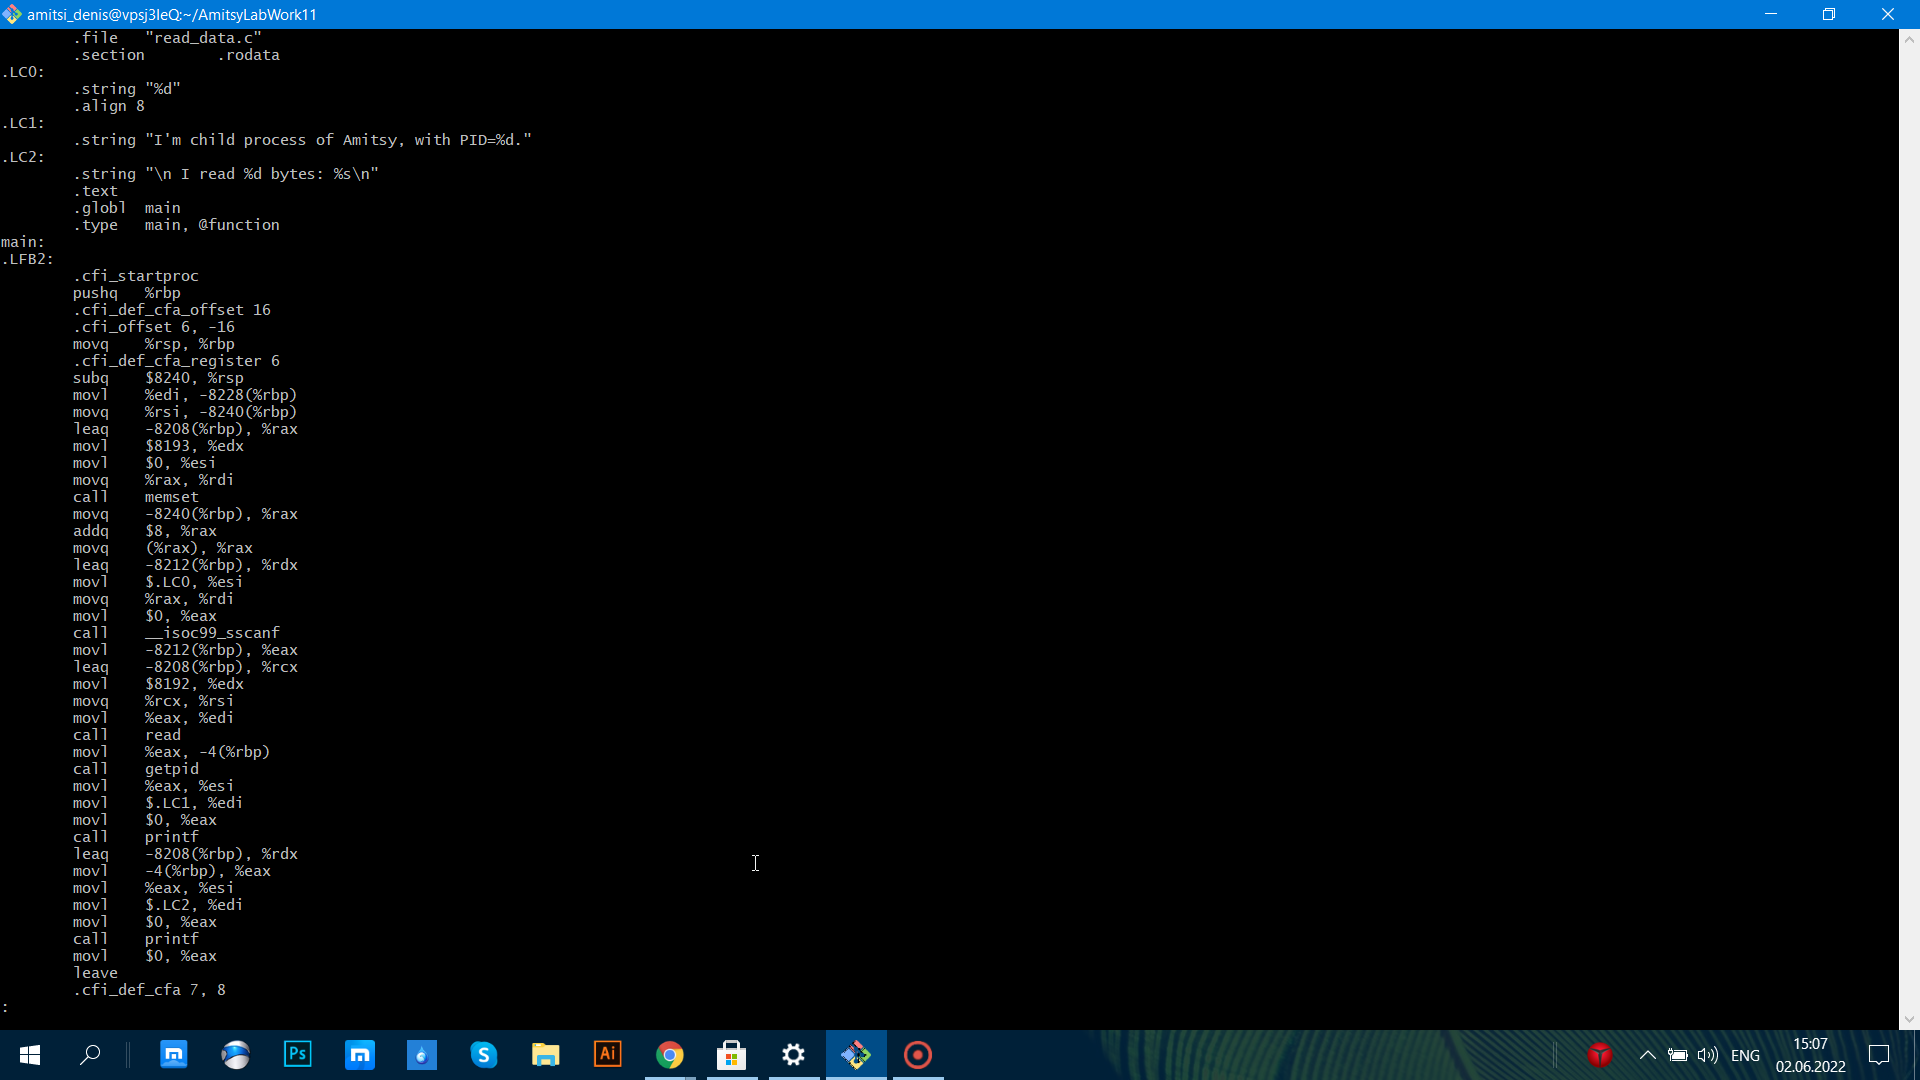 amitsi_denis@vpsj3IeQ:~/AmitsyLabWork11
.file "read_data.c"
.section .rodata
.LC0:
.string "%d"
.align 8
.LC1:
.string "I'm child process of Amitsy, with PID=%d."
.LC2:
.string "\n I read %d bytes: %s\n"
.text
.globl main
.type main, @function
main:
.LFB2:
.cfi_startproc
pushq %rbp
.cfi_def_cfa_offset 16
.cfi_offset 6, -16
movq %rsp, %rbp
.cfi_def_cfa_register 6
subq $8240, %rsp
movl %edi, -8228(%rbp)
movq %rsi, -8240(%rbp)
leaq -8208(%rbp), %rax
movl $8193, %edx
movl $0, %esi
movq %rax, %rdi
call memset
movq -8240(%rbp), %rax
addq $8, %rax
movq (%rax), %rax
leaq -8212(%rbp), %rdx
movl $.LC0, %esi
movq %rax, %rdi
movl $0, %eax
call __isoc99_sscanf
movl -8212(%rbp), %eax
leaq -8208(%rbp), %rcx
movl $8192, %edx
movq %rcx, %rsi
movl %eax, %edi
call read
movl %eax, -4(%rbp)
call getpid
movl %eax, %esi
movl $.LC1, %edi
movl $0, %eax
call printf
leaq -8208(%rbp), %rdx
movl -4(%rbp), %eax
movl %eax, %esi
movl $.LC2, %edi
movl $0, %eax
call printf
movl $0, %eax
leave
.cfi_def_cfa 7, 8
:
Ps
Ai
ENG
15:07
02.06.2022